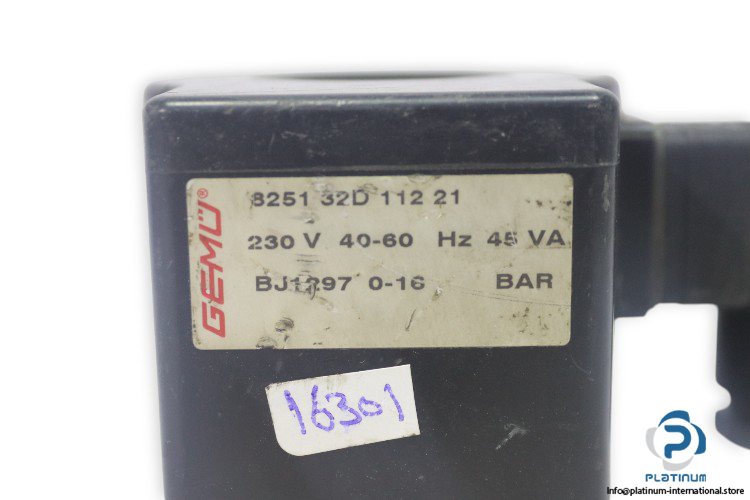 GEMÜ®
8251 32D 112 21
230 V 40-60 Hz 45 VA
BJ1297 0-16 BAR
16301
PLATINUM
Info@platinum-international.store